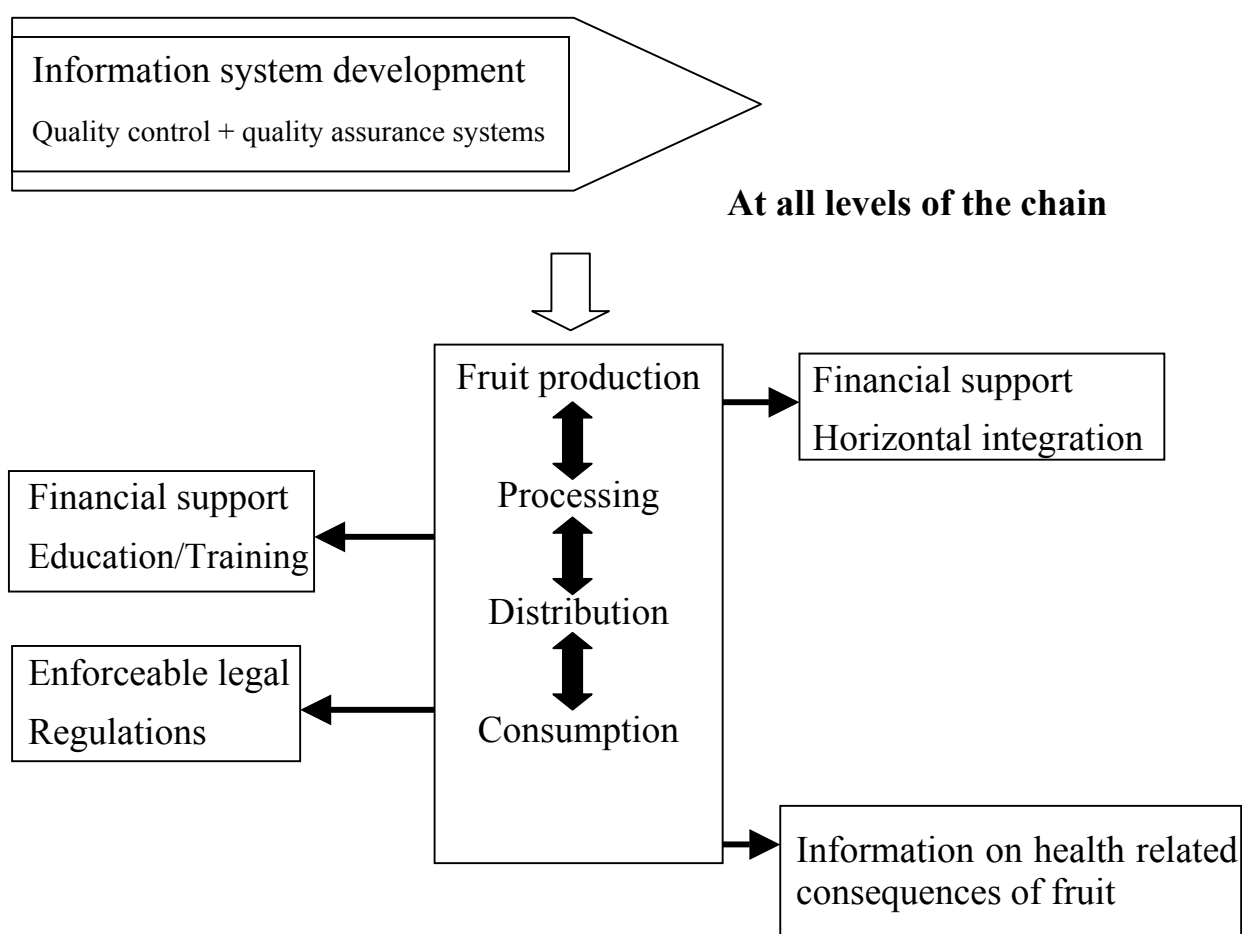 Information system development
Quality control + quality assurance systems
At all levels of the chain
Fruit production
Processing
Distribution
Consumption
Financial support
Horizontal integration
Financial support
Education/Training
Enforceable legal
Regulations
Information on health related
consequences of fruit